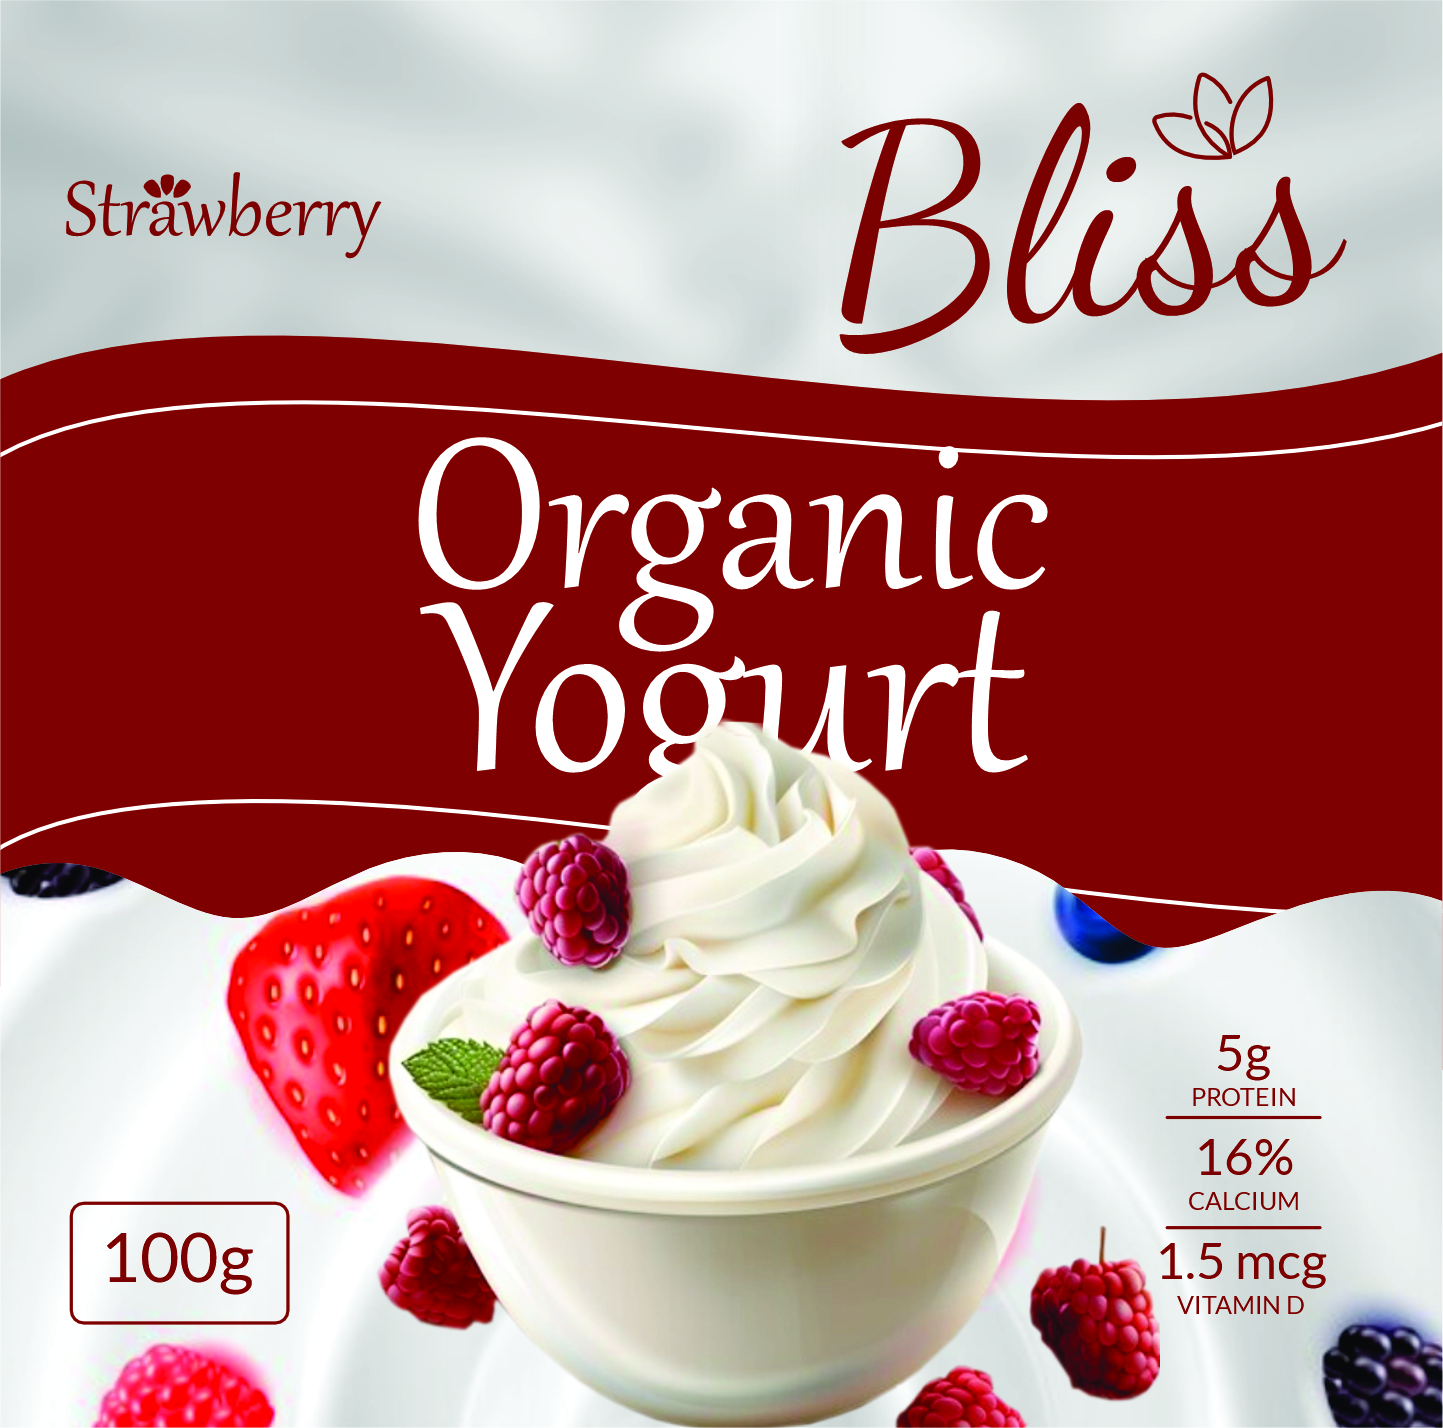 Strawberry
Bliss
Organic
Yogurt
5g
PROTEIN
16%
CALCIUM
1.5 mcg
VITAMIN D
100g